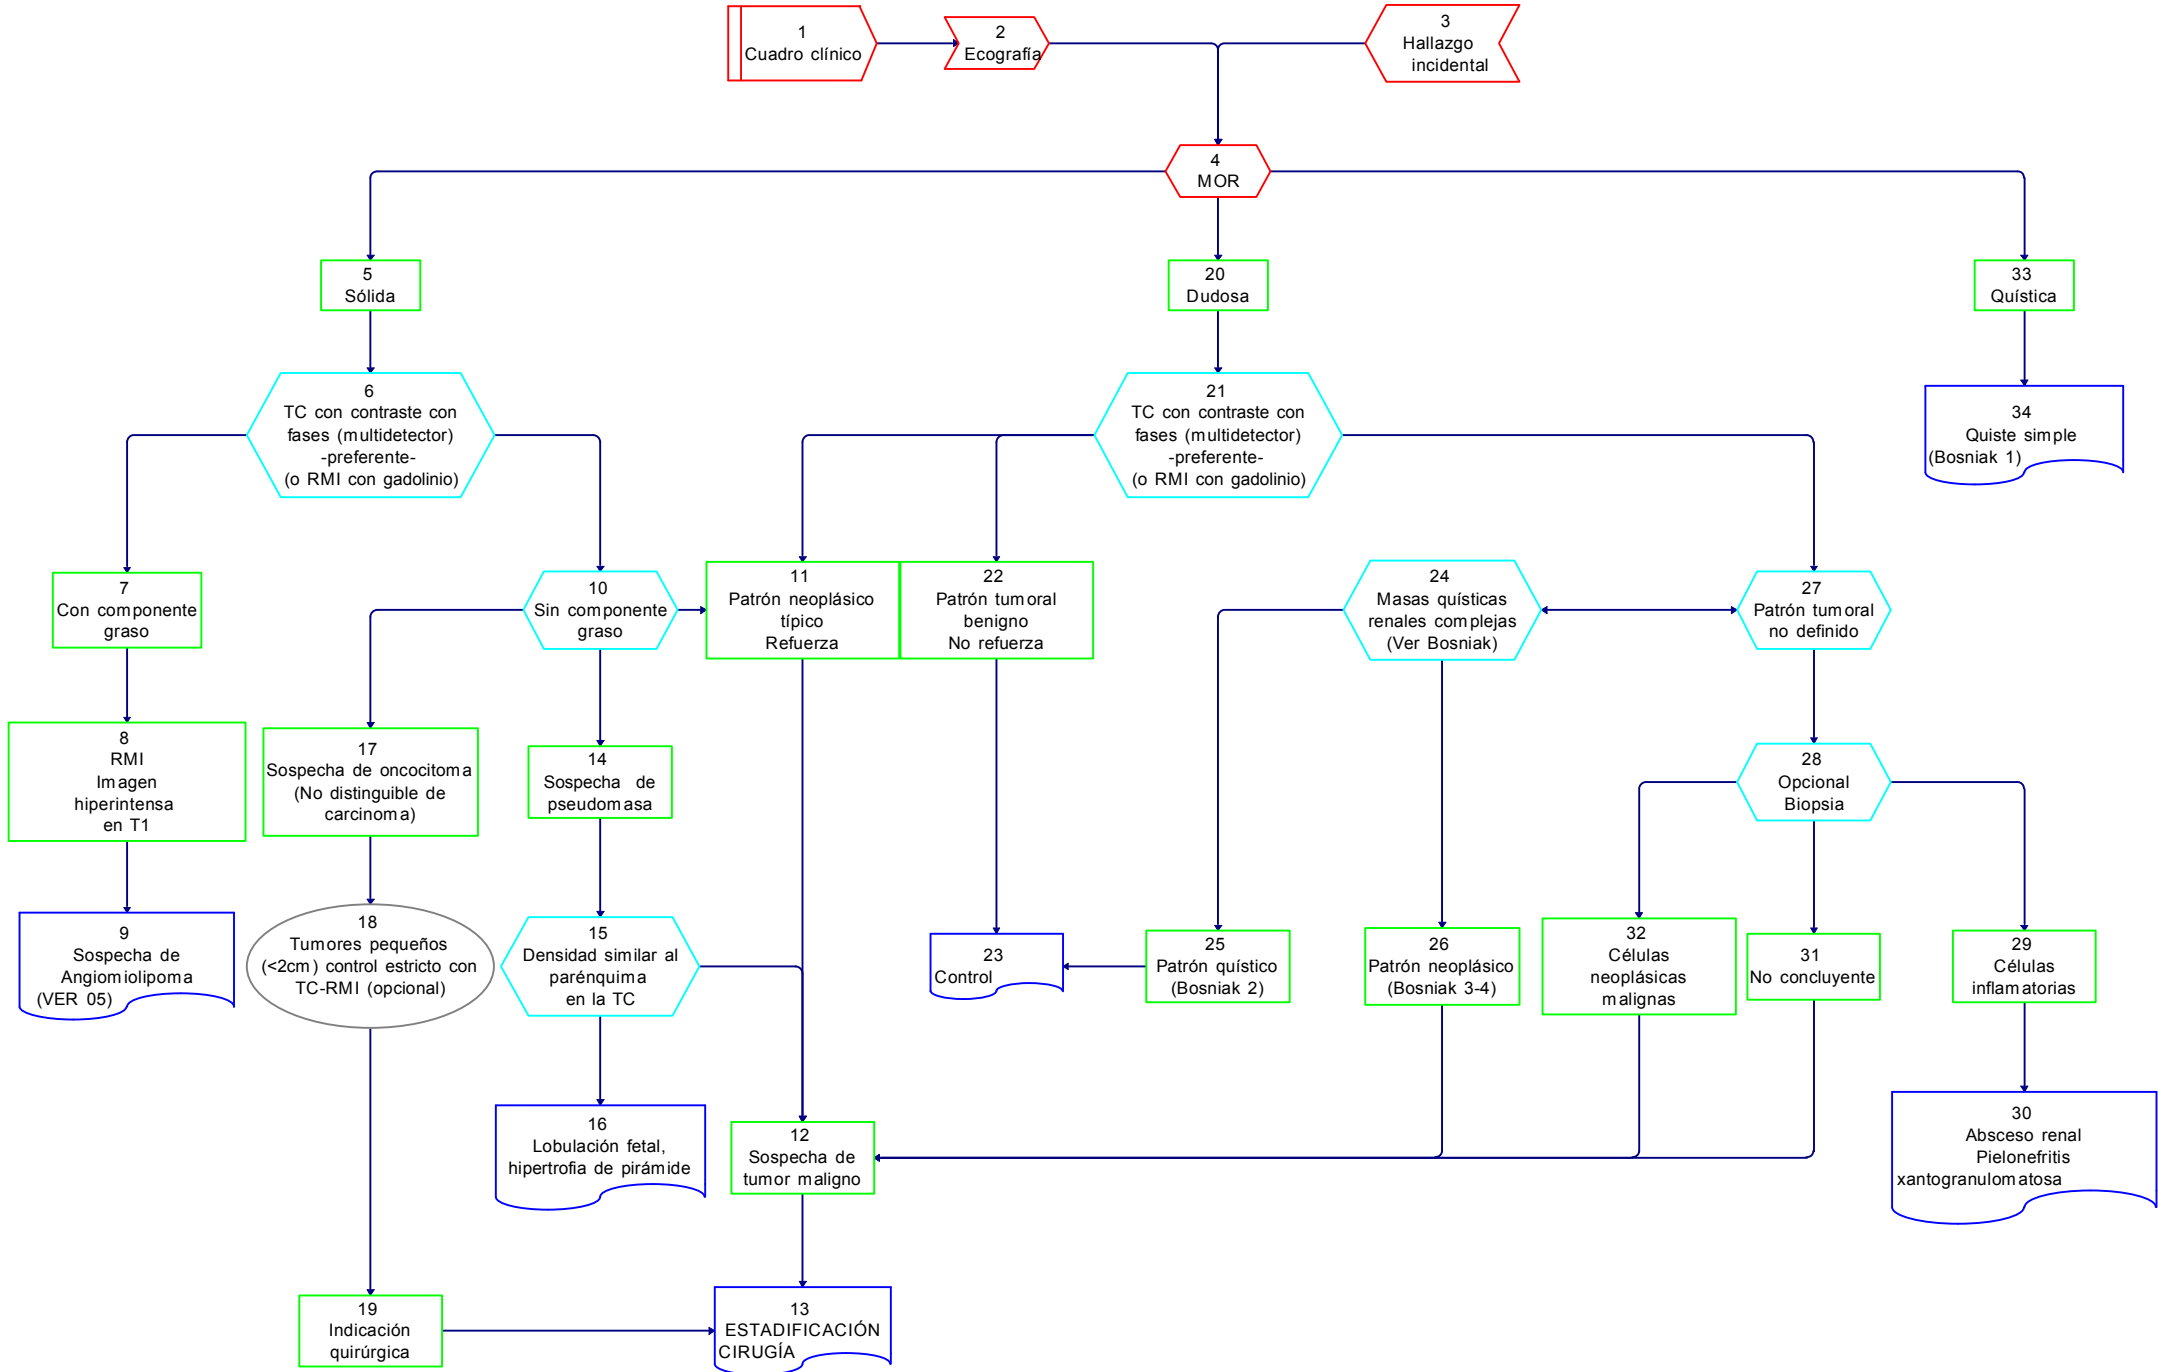 1
Cuadro clínico
2
Ecografía
3
Hallazgo
incidental
4
MOR
5
Sólida
20
Dudosa
33
Quística
6
TC con contraste con
fases (multidetector)
-preferente-
(o RMI con gadolinio)
21
TC con contraste con
fases (multidetector)
-preferente-
(o RMI con gadolinio)
34
Quiste simple
(Bosniak 1)
7
Con componente
graso
10
Sin componente
graso
11
Patrón neoplásico
típico
Refuerza
22
Patrón tumoral
benigno
No refuerza
24
Masas quísticas
renales complejas
(Ver Bosniak)
27
Patrón tumoral
no definido
8
RMI
Imagen
hiperintensa
en T1
17
Sospecha de oncocitoma
(No distinguible de
carcinoma)
14
Sospecha de
pseudomasa
28
Opcional
Biopsia
9
Sospecha de
Angiomiolipoma
(VER 05)
18
Tumores pequeños
(<2cm) control estricto con
TC-RMI (opcional)
15
Densidad similar al
parénquima
en la TC
23
Control
25
Patrón quístico
(Bosniak 2)
26
Patrón neoplásico
(Bosniak 3-4)
32
Células
neoplásicas
malignas
31
No concluyente
29
Células
inflamatorias
16
Lobulación fetal,
hipertrofia de pirámide
12
Sospecha de
tumor maligno
30
Absceso renal
Pielonefritis
xantogranulomatosa
19
Indicación
quirúrgica
13
ESTADIFICACIÓN
CIRUGÍA